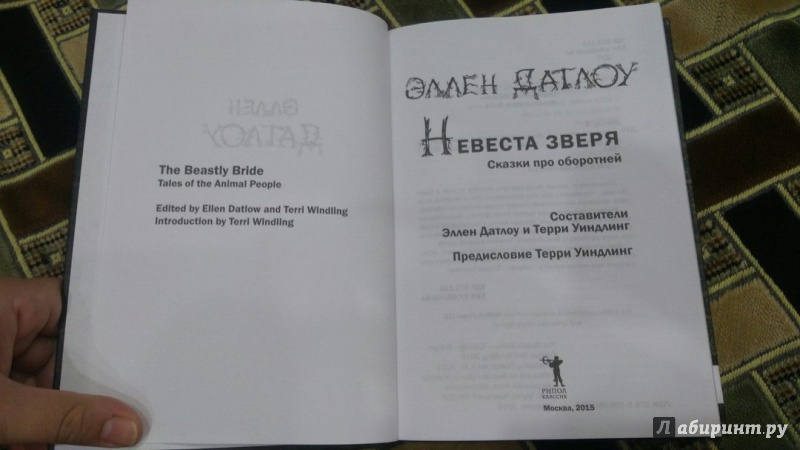 The Beastly Bride
Tales of the Animal People
Edited by Ellen Datlow and Terri Windling
Introduction by Terri Windling
ЭЛЛЕН ДАТЛОУ
НЕВЕСТА ЗВЕРЯ
Сказки про оборотней
Составители
Эллен Датлоу и Терри Уиндлинг
Предисловие Терри Уиндлинг
РИПОЛ
КЛАССИК
Москва, 2015
Лабиринт.ру